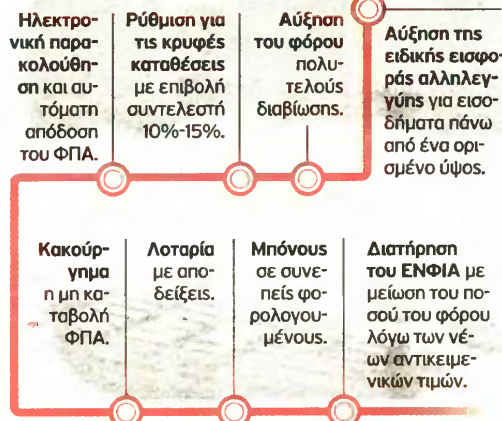 Ηλεκτρο-
νική παρα-
κολούθη-
ση και αυ-
τόματη
απόδοση
του ΦΠΑ.
Ρύθμιση για
τις κρυφές
καταθέσεις
με επιβολή
συντελεστή
10%-15%.
Αύξηση
του φόρου
πολυ-
τελούς
διαβίωσης.
Αύξηση της
ειδικής εισφο-
ράς αλληλεγ-
γύης για εισο-
δήματα πάνω
από ένα ορι-
σμένο ύψος.
Κακούρ-
γημα
η μη κα-
ταβολή
ΦΠΑ.
Λοταρία
με απο-
δείξεις.
Μπόνους
σε συνε-
πείς φο-
ρολογου-
μένους.
Διατήρηση
του ΕΝΦΙΑ με
μείωση του πο-
σού του φόρου
λόγω των νέ-
ων αντικειμε-
νικών τιμών.